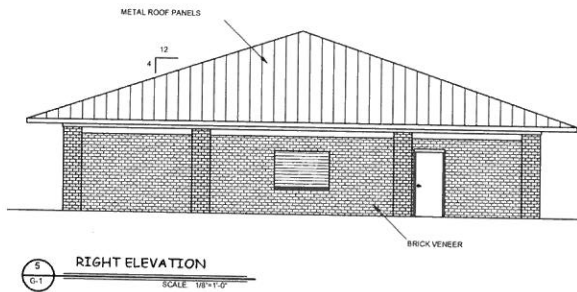 METAL ROOF PANELS
12
4
BRICK VENEER
5
G-1
RIGHT ELEVATION
SCALE 1/8"=1'-0"